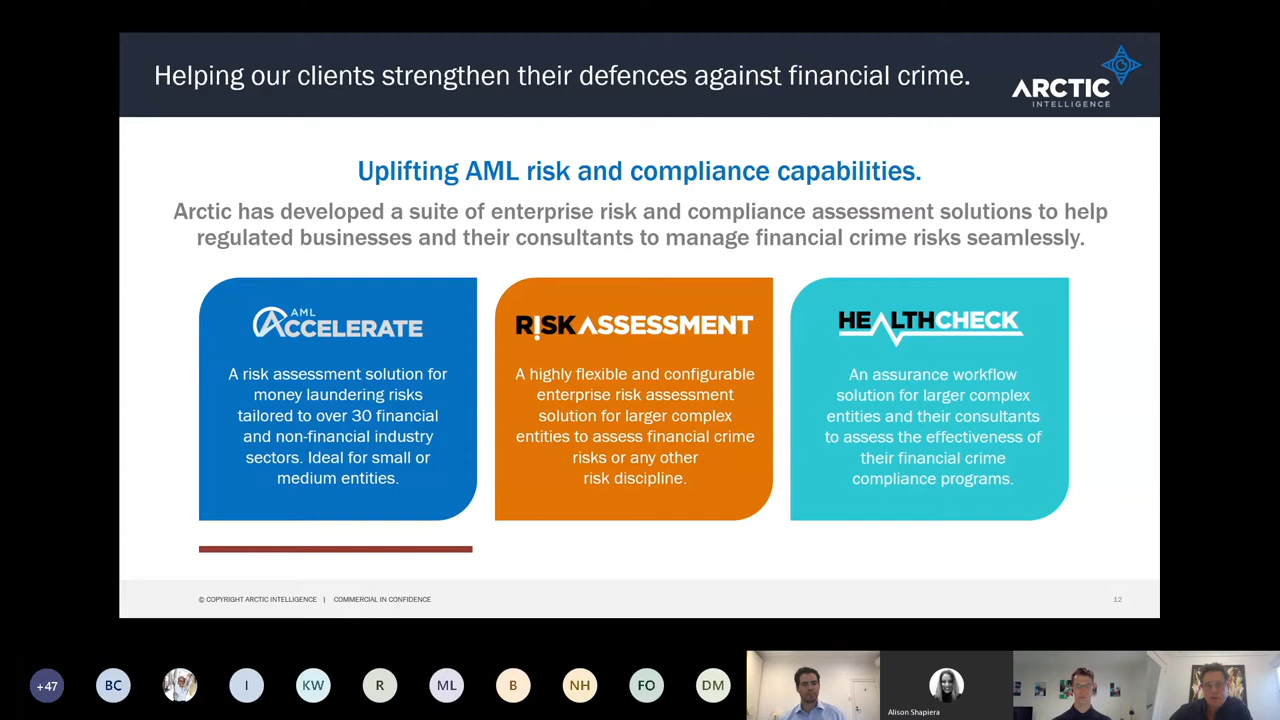 Helping our clients strengthen their defences against financial crime.
ARCTIC
INTELLIGENCE
Uplifting AML risk and compliance capabilities.
Arctic has developed a suite of enterprise risk and compliance assessment solutions to help
regulated businesses and their consultants to manage financial crime risks seamlessly.
AML
ACCELERATE
A risk assessment solution for
money laundering risks
tailored to over 30 financial
and non-financial industry
sectors. Ideal for small or
medium entities.
R!SKASSESSMENT
A highly flexible and configurable
enterprise risk assessment
solution for larger complex
entities to assess financial crime
risks or any other
risk discipline.
HEALTHCHECK
An assurance workflow
solution for larger complex
entities and their consultants
to assess the effectiveness of
their financial crime
compliance programs.
© COPYRIGHT ARCTIC INTELLIGENCE | COMMERCIAL IN CONFIDENCE
12
+47
BC
I
KW
R
ML
B
NH
FO
DM
Alison Shapiera